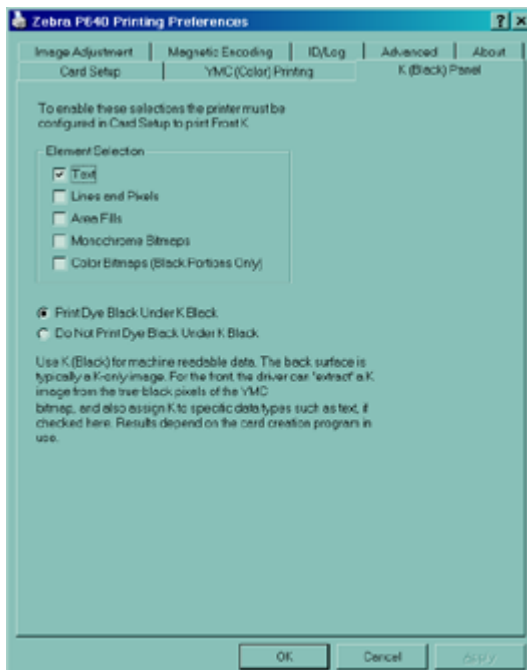 Zebra P640 Printing Preferences
Image Adjustment
Magnetic Encoding
ID/Log
Advanced
About
Card Setup
YMC (Color) Printing
K (Black) Panel
To enable these selections the printer must be
configured in Card Setup to print Front K.
Element Selection
Text
Lines and Pixels
Area Fills
Monochrome Bitmaps
Color Bitmaps (Black Portions Only)
Print Dye Black Under K Black
Do Not Print Dye Black Under K Black
Use K (Black) for machine readable data. The back surface is
typically a K-only image. For the front, the driver can "extract" a K
image from the true black pixels of the YMC
bitmap, and also assign K to specific data types such as text, if
checked here. Results depend on the card creation program in
use.
OK
Cancel
Apply